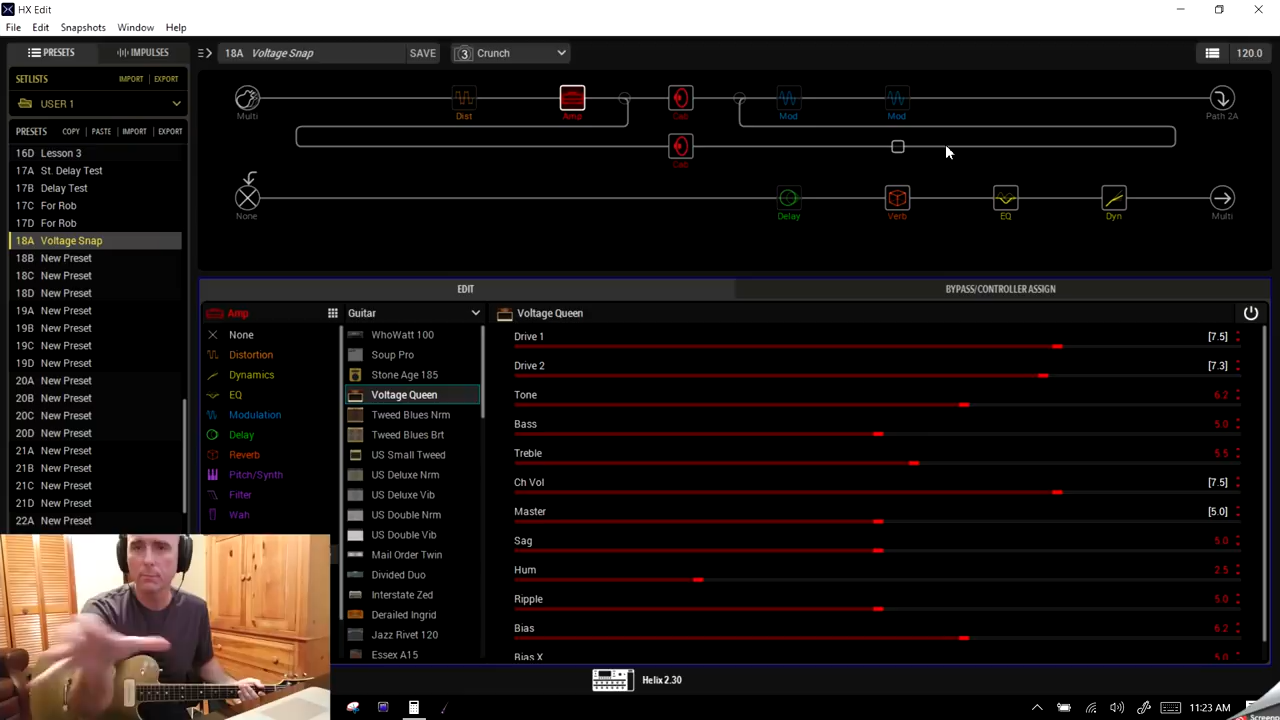 HX Edit
File Edit Snapshots Window Help
PRESETS IMPULSES
18A Voltage Snap SAVE 3 Crunch 120.0
SETLISTS IMPORT EXPORT
USER 1
PRESETS COPY PASTE IMPORT EXPORT
16D Lesson 3
17A St. Delay Test
17B Delay Test
17C For Rob
17D For Rob
18A Voltage Snap
18B New Preset
18C New Preset
18D New Preset
19A New Preset
19B New Preset
19C New Preset
19D New Preset
20A New Preset
20B New Preset
20C New Preset
20D New Preset
21A New Preset
21B New Preset
21C New Preset
21D New Preset
22A New Preset
Multi Dist Amp Cab Mod Mod Path 2A
Cab
None Delay Verb EQ Dyn Multi
EDIT BYPASS/CONTROLLER ASSIGN
Amp
None
Distortion
Dynamics
EQ
Modulation
Delay
Reverb
Pitch/Synth
Filter
Wah
Guitar
WhoWatt 100
Soup Pro
Stone Age 185
Voltage Queen
Tweed Blues Nrm
Tweed Blues Brt
US Small Tweed
US Deluxe Nrm
US Deluxe Vib
US Double Nrm
US Double Vib
Mail Order Twin
Divided Duo
Interstate Zed
Derailed Ingrid
Jazz Rivet 120
Essex A15
Voltage Queen
Drive 1 [7.5]
Drive 2 [7.3]
Tone 6.2
Bass 5.0
Treble 5.5
Ch Vol [7.5]
Master [5.0]
Sag 5.0
Hum 2.5
Ripple 5.0
Bias 6.2
Bias X 5.0
Helix 2.30
11:23 AM